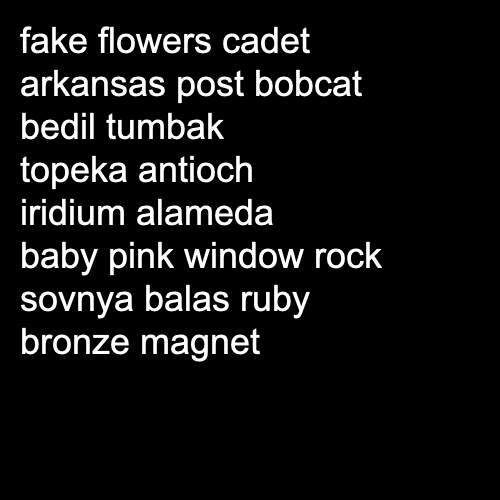 fake flowers cadet
arkansas post bobcat
bedil tumbak
topeka antioch
iridium alameda
baby pink window rock
sovnya balas ruby
bronze magnet